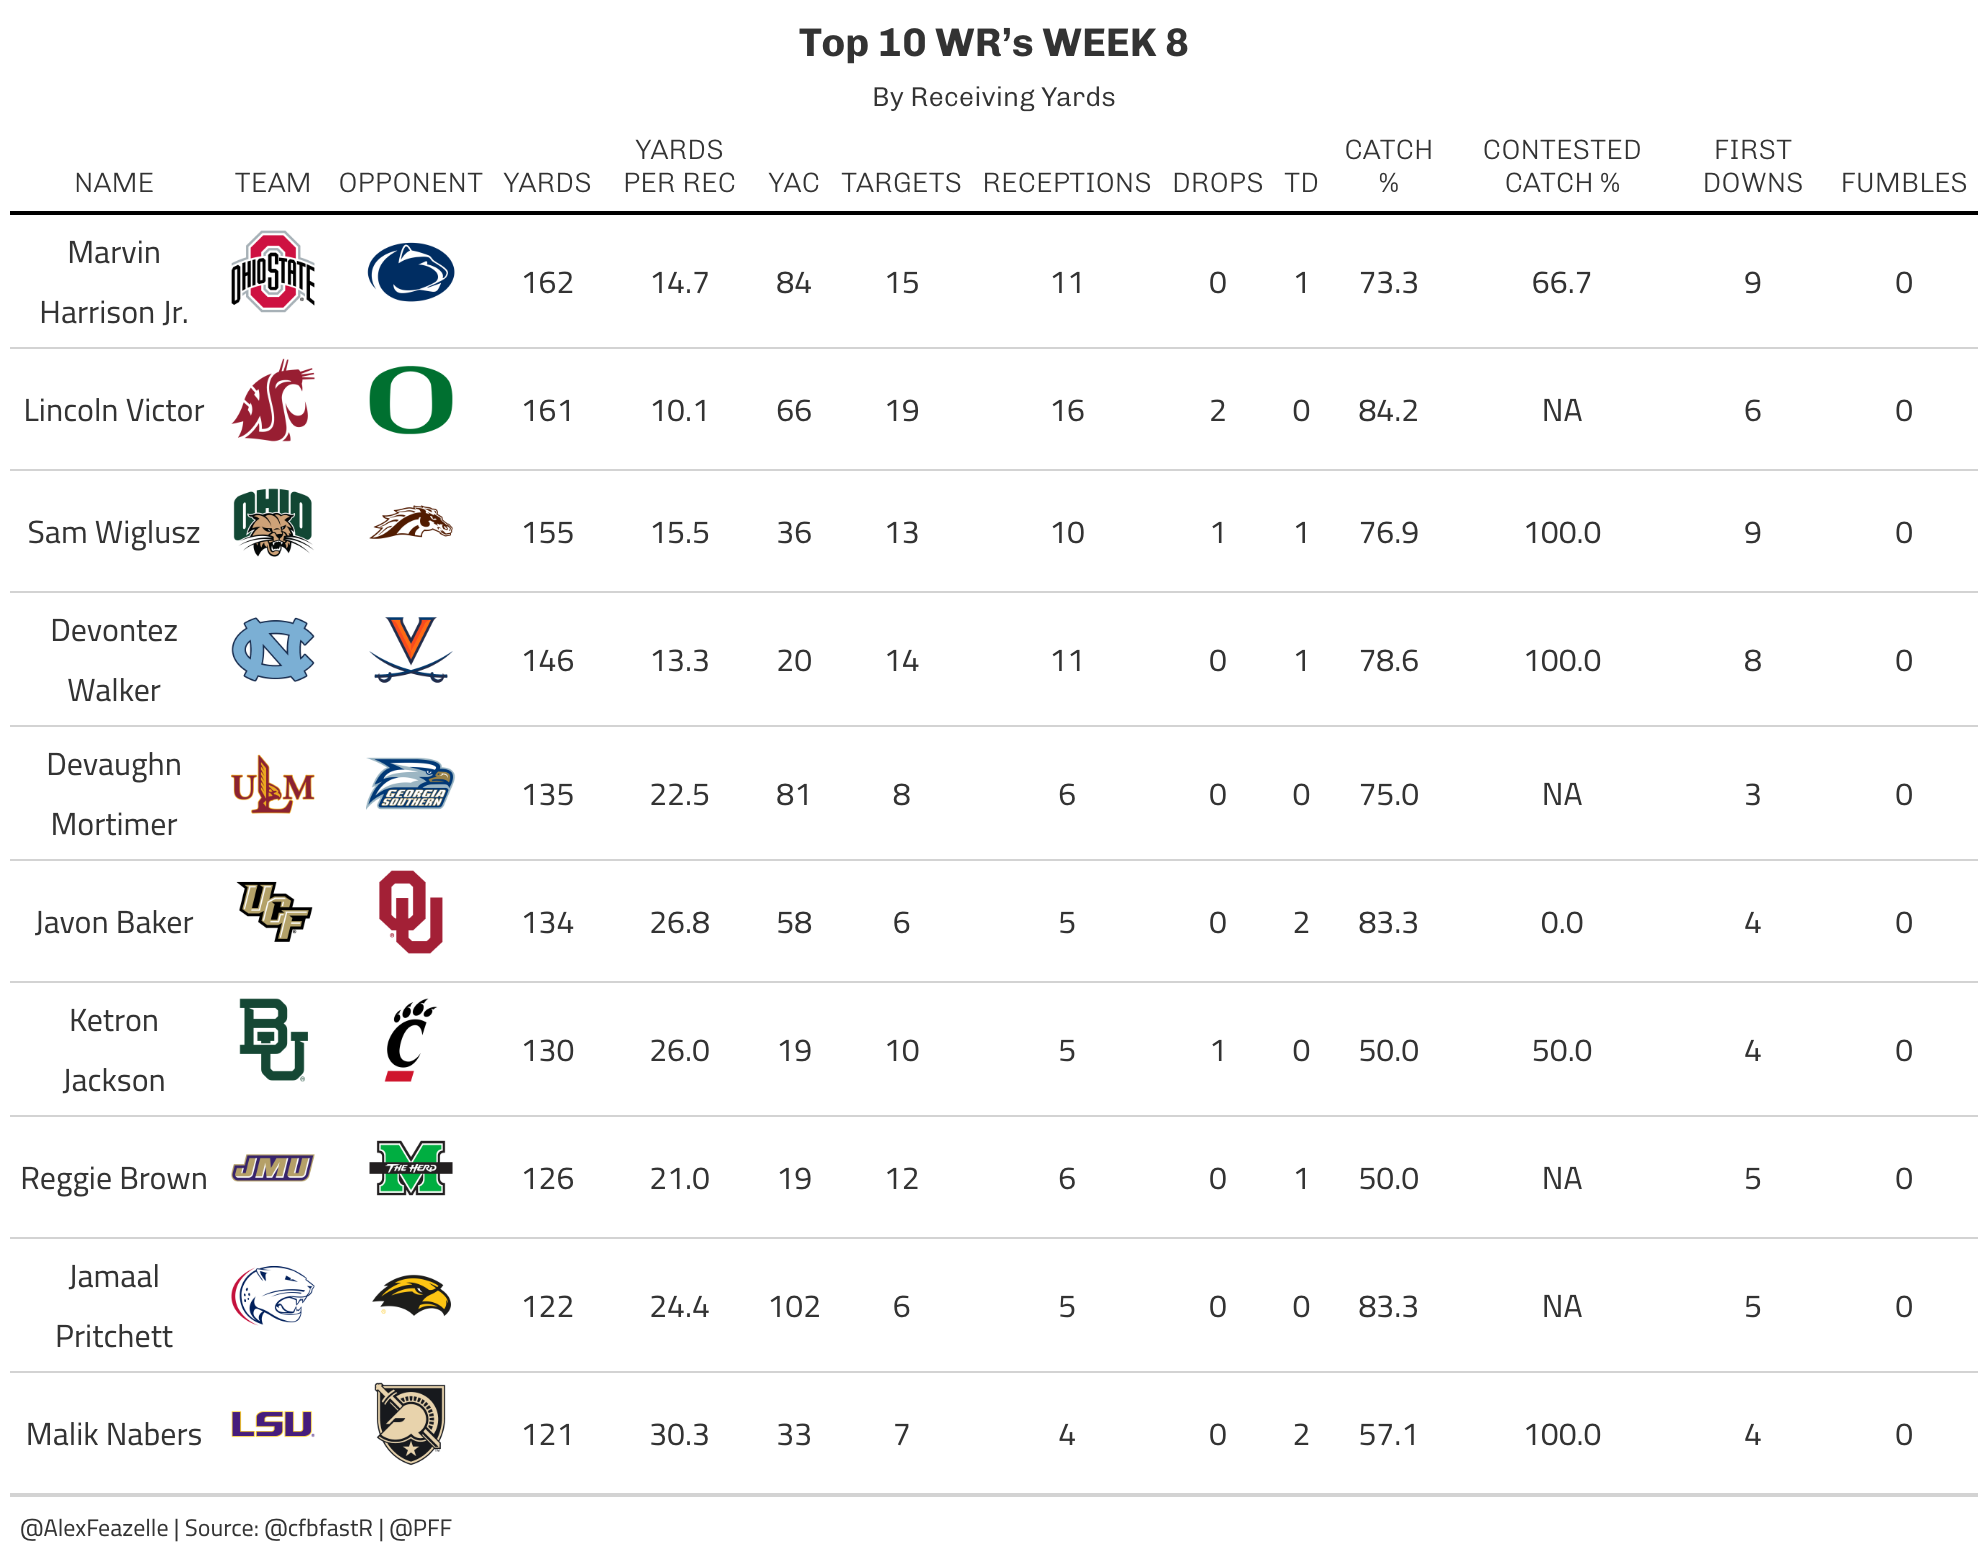 Top 10 WR's WEEK 8
By Receiving Yards
NAME TEAM OPPONENT YARDS YARDS PER REC YAC TARGETS RECEPTIONS DROPS TD CATCH % CONTESTED CATCH % FIRST DOWNS FUMBLES
Marvin Harrison Jr. OHIO STATE 162 14.7 84 15 11 0 1 73.3 66.7 9 0
Lincoln Victor WSC O 161 10.1 66 19 16 2 0 84.2 NA 6 0
Sam Wiglusz OHIO 155 15.5 36 13 10 1 1 76.9 100.0 9 0
Devontez Walker NC V 146 13.3 20 14 11 0 1 78.6 100.0 8 0
Devaughn Mortimer ULM GEORGIA SOUTHERN 135 22.5 81 8 6 0 0 75.0 NA 3 0
Javon Baker UCF OU 134 26.8 58 6 5 0 2 83.3 0.0 4 0
Ketron Jackson BU C 130 26.0 19 10 5 1 0 50.0 50.0 4 0
Reggie Brown JMU M THE HERD 126 21.0 19 12 6 0 1 50.0 NA 5 0
Jamaal Pritchett 122 24.4 102 6 5 0 0 83.3 NA 5 0
Malik Nabers LSU 121 30.3 33 7 4 0 2 57.1 100.0 4 0
@AlexFeazelle | Source: @cfbfastR | @PFF